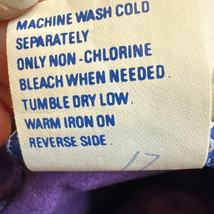 MACHINE WASH COLD
SEPARATELY
ONLY NON-CHLORINE
BLEACH WHEN NEEDED.
TUMBLE DRY LOW.
WARM IRON ON
REVERSE SIDE.
17